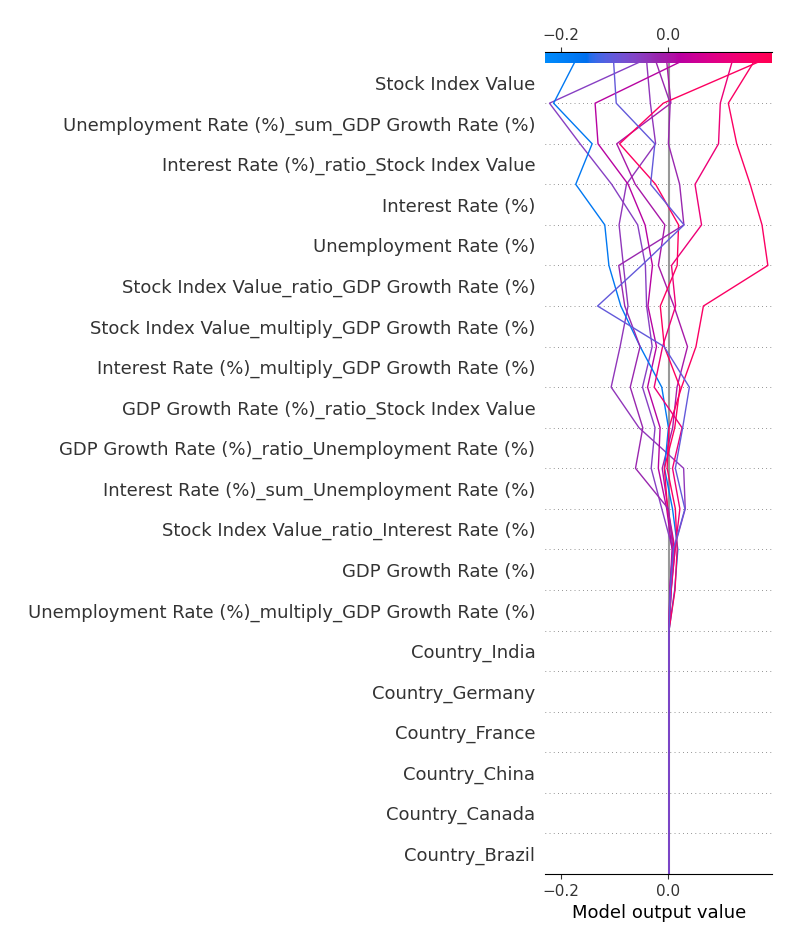 −0.2 0.0
Stock Index Value
Unemployment Rate (%)_sum_GDP Growth Rate (%)
Interest Rate (%)_ratio_Stock Index Value
Interest Rate (%)
Unemployment Rate (%)
Stock Index Value_ratio_GDP Growth Rate (%)
Stock Index Value_multiply_GDP Growth Rate (%)
Interest Rate (%)_multiply_GDP Growth Rate (%)
GDP Growth Rate (%)_ratio_Stock Index Value
GDP Growth Rate (%)_ratio_Unemployment Rate (%)
Interest Rate (%)_sum_Unemployment Rate (%)
Stock Index Value_ratio_Interest Rate (%)
GDP Growth Rate (%)
Unemployment Rate (%)_multiply_GDP Growth Rate (%)
Country_India
Country_Germany
Country_France
Country_China
Country_Canada
Country_Brazil
−0.2 0.0
Model output value